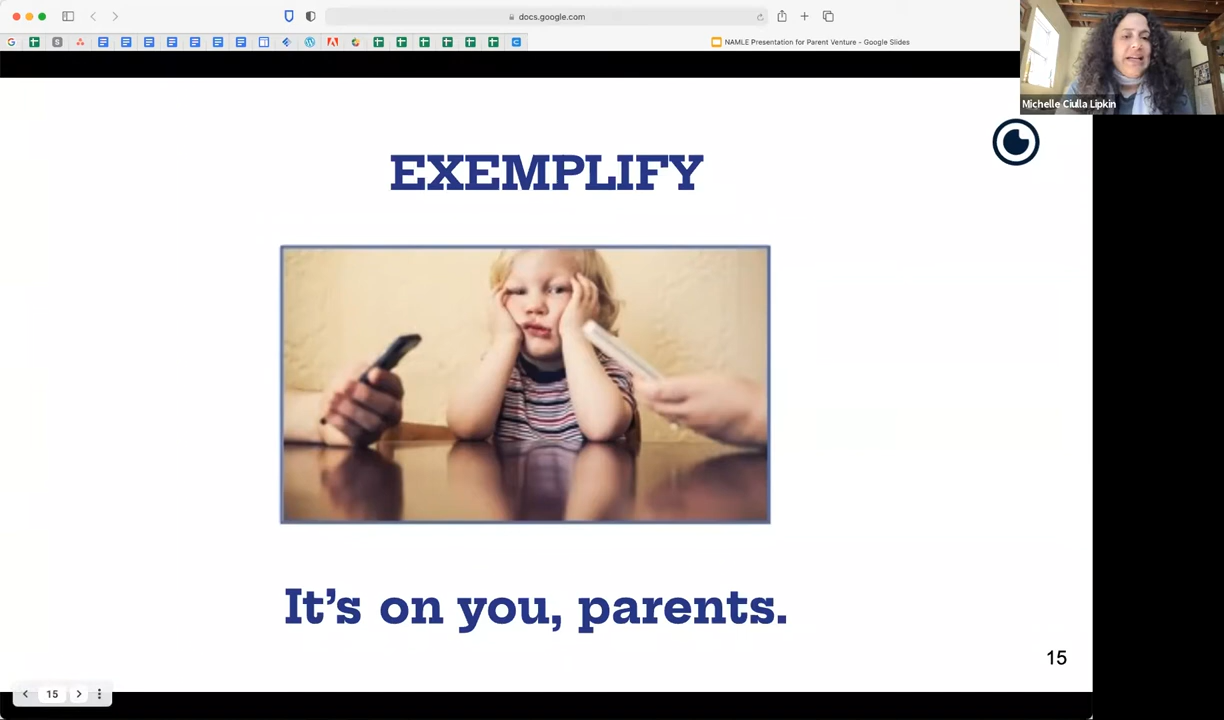 docs.google.com
NAMLE Presentation for Parent Venture - Google Slides
Michelle Ciulla Lipkin
EXEMPLIFY
It's on you, parents.
15
15